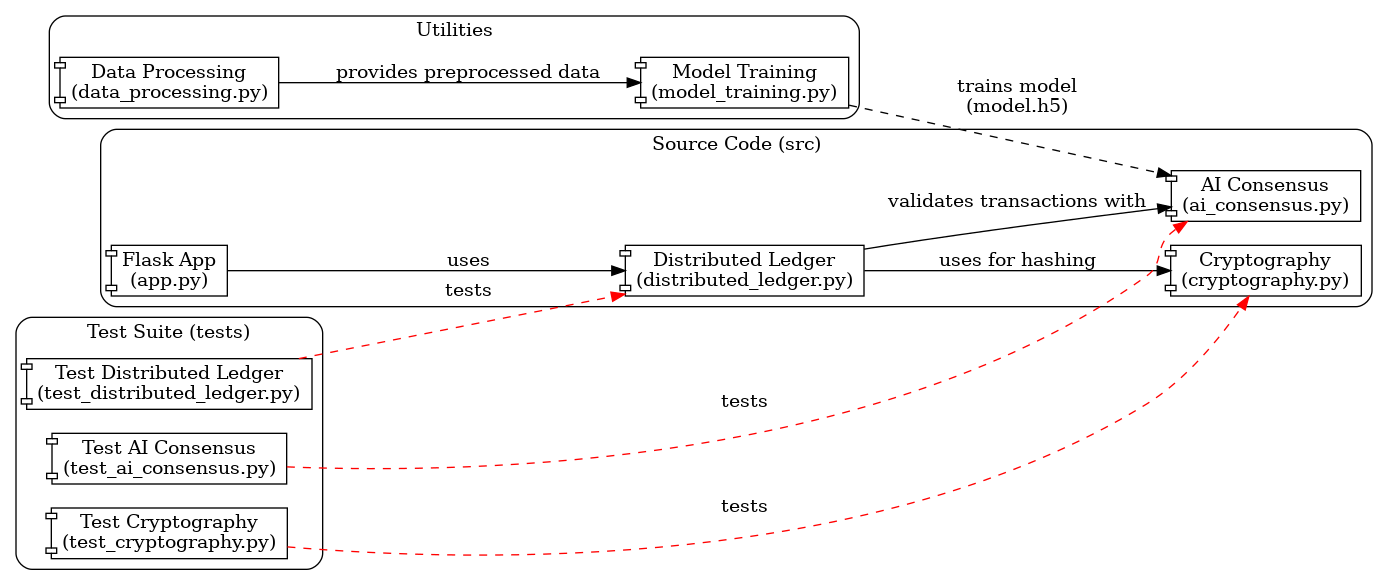 Utilities
Data Processing
(data_processing.py)
provides preprocessed data
Model Training
(model_training.py)
trains model
(model.h5)
Source Code (src)
AI Consensus
(ai_consensus.py)
validates transactions with
Flask App
(app.py)
uses
Distributed Ledger
(distributed_ledger.py)
uses for hashing
Cryptography
(cryptography.py)
tests
Test Suite (tests)
Test Distributed Ledger
(test_distributed_ledger.py)
tests
Test AI Consensus
(test_ai_consensus.py)
tests
Test Cryptography
(test_cryptography.py)